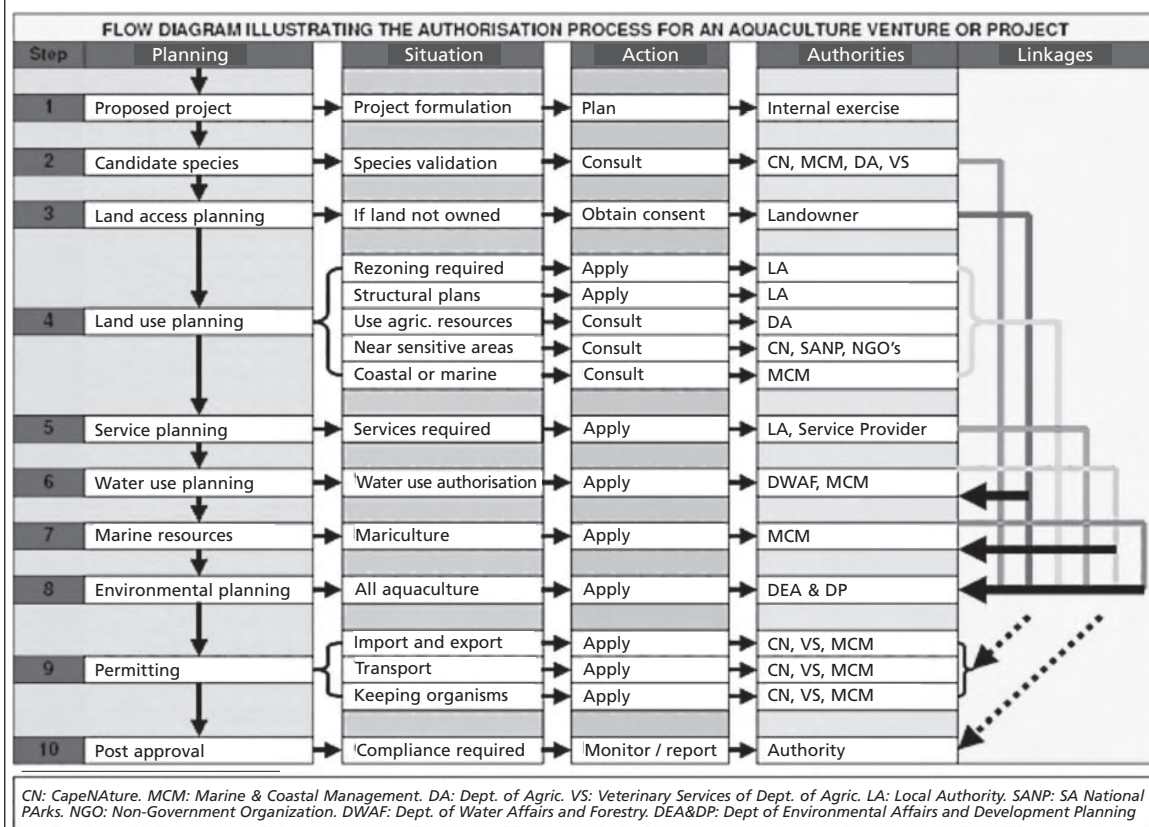 FLOW DIAGRAM ILLUSTRATING THE AUTHORISATION PROCESS FOR AN AQUACULTURE VENTURE OR PROJECT
Step Planning Situation Action Authorities Linkages
1 Proposed project Project formulation Plan Internal exercise
2 Candidate species Species validation Consult CN, MCM, DA, VS
3 Land access planning If land not owned Obtain consent Landowner
Rezoning required Apply LA
Structural plans Apply LA
4 Land use planning Use agric. resources Consult DA
Near sensitive areas Consult CN, SANP, NGO's
Coastal or marine Consult MCM
5 Service planning Services required Apply LA, Service Provider
6 Water use planning Water use authorisation Apply DWAF, MCM
7 Marine resources Mariculture Apply MCM
8 Environmental planning All aquaculture Apply DEA & DP
Import and export Apply CN, VS, MCM
9 Permitting Transport Apply CN, VS, MCM
Keeping organisms Apply CN, VS, MCM
10 Post approval Compliance required Monitor / report Authority
CN: CapeNAture. MCM: Marine & Coastal Management. DA: Dept. of Agric. VS: Veterinary Services of Dept. of Agric. LA: Local Authority. SANP: SA National
PArks. NGO: Non-Government Organization. DWAF: Dept. of Water Affairs and Forestry. DEA&DP: Dept of Environmental Affairs and Development Planning